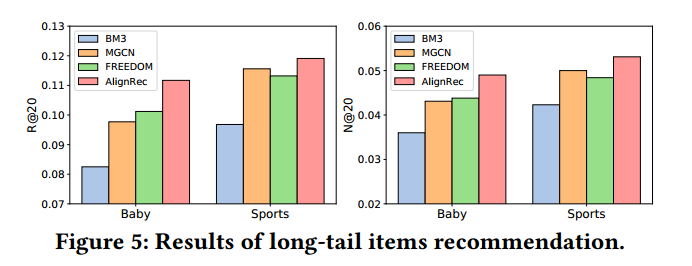 0.13
0.12
0.11
0.10
0.09
0.08
0.07
R@20
BM3
MGCN
FREEDOM
AlignRec
Baby Sports
0.06
0.05
0.04
0.03
0.02
N@20
BM3
MGCN
FREEDOM
AlignRec
Baby Sports
Figure 5: Results of long-tail items recommendation.